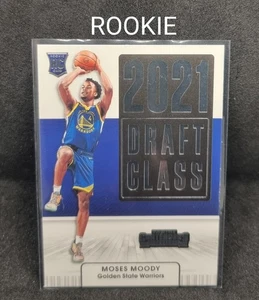 ROOKIE
2021
DRAFT
CLASS
MOSES MOODY
Golden State Warriors